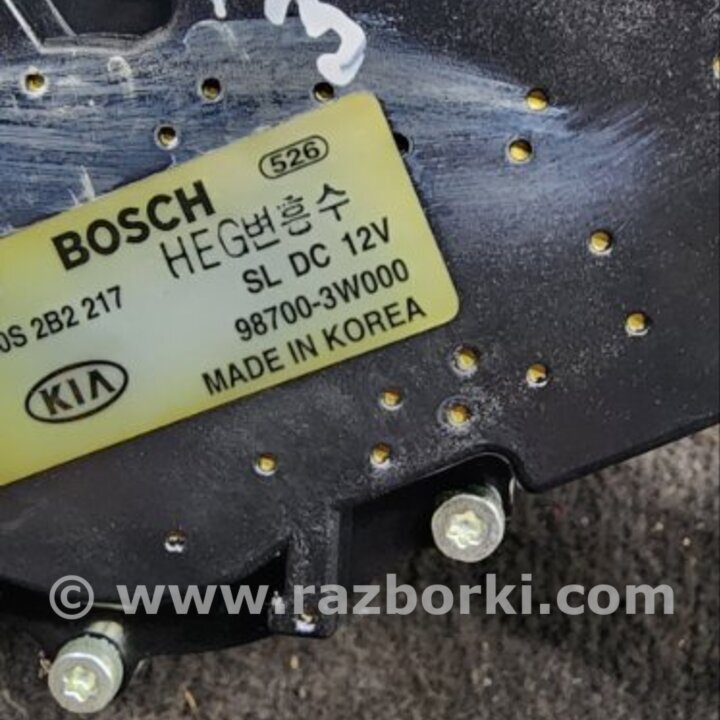 526
BOSCH
HEG변흥수
SL DC 12V
0S 2B2 217
98700-3W000
KIA
MADE IN KOREA
© www.razborki.com